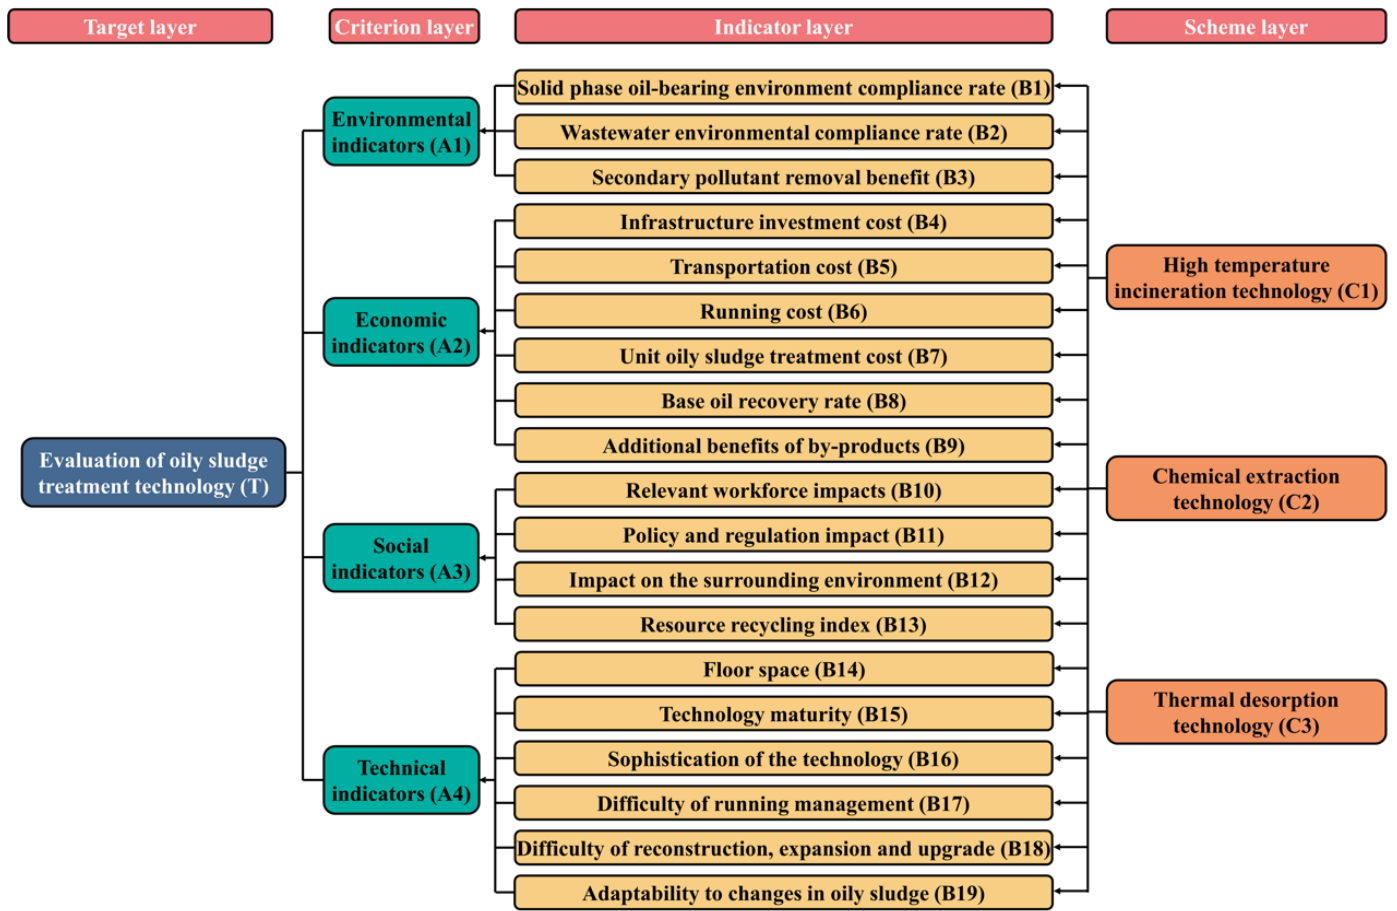 Target layer
Criterion layer
Indicator layer
Scheme layer
Evaluation of oily sludge
treatment technology (T)
Environmental
indicators (A1)
Economic
indicators (A2)
Social
indicators (A3)
Technical
indicators (A4)
Solid phase oil-bearing environment compliance rate (B1)
Wastewater environmental compliance rate (B2)
Secondary pollutant removal benefit (B3)
Infrastructure investment cost (B4)
Transportation cost (B5)
Running cost (B6)
Unit oily sludge treatment cost (B7)
Base oil recovery rate (B8)
Additional benefits of by-products (B9)
Relevant workforce impacts (B10)
Policy and regulation impact (B11)
Impact on the surrounding environment (B12)
Resource recycling index (B13)
Floor space (B14)
Technology maturity (B15)
Sophistication of the technology (B16)
Difficulty of running management (B17)
Difficulty of reconstruction, expansion and upgrade (B18)
Adaptability to changes in oily sludge (B19)
High temperature
incineration technology (C1)
Chemical extraction
technology (C2)
Thermal desorption
technology (C3)